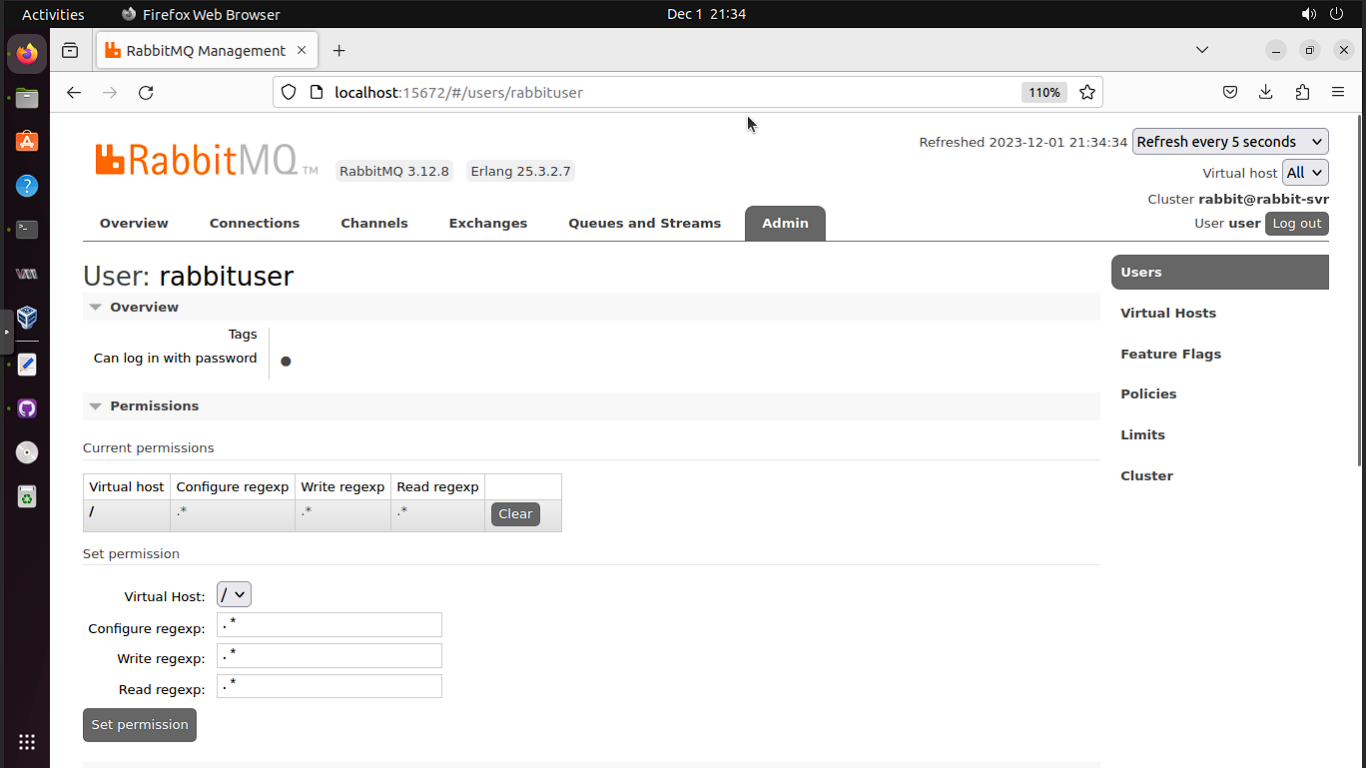 Activities Firefox Web Browser Dec 1 21:34
RabbitMQ Management
localhost:15672/#/users/rabbituser 110%
Refreshed 2023-12-01 21:34:34 Refresh every 5 seconds
RabbitMQ TM RabbitMQ 3.12.8 Erlang 25.3.2.7
Virtual host All
Cluster rabbit@rabbit-svr
User user Log out
Overview Connections Channels Exchanges Queues and Streams Admin
User: rabbituser
Overview
Tags
Can log in with password
Permissions
Current permissions
Virtual host Configure regexp Write regexp Read regexp
/ .* .* .* Clear
Set permission
Virtual Host: /
Configure regexp: .*
Write regexp: .*
Read regexp: .*
Set permission
Users
Virtual Hosts
Feature Flags
Policies
Limits
Cluster